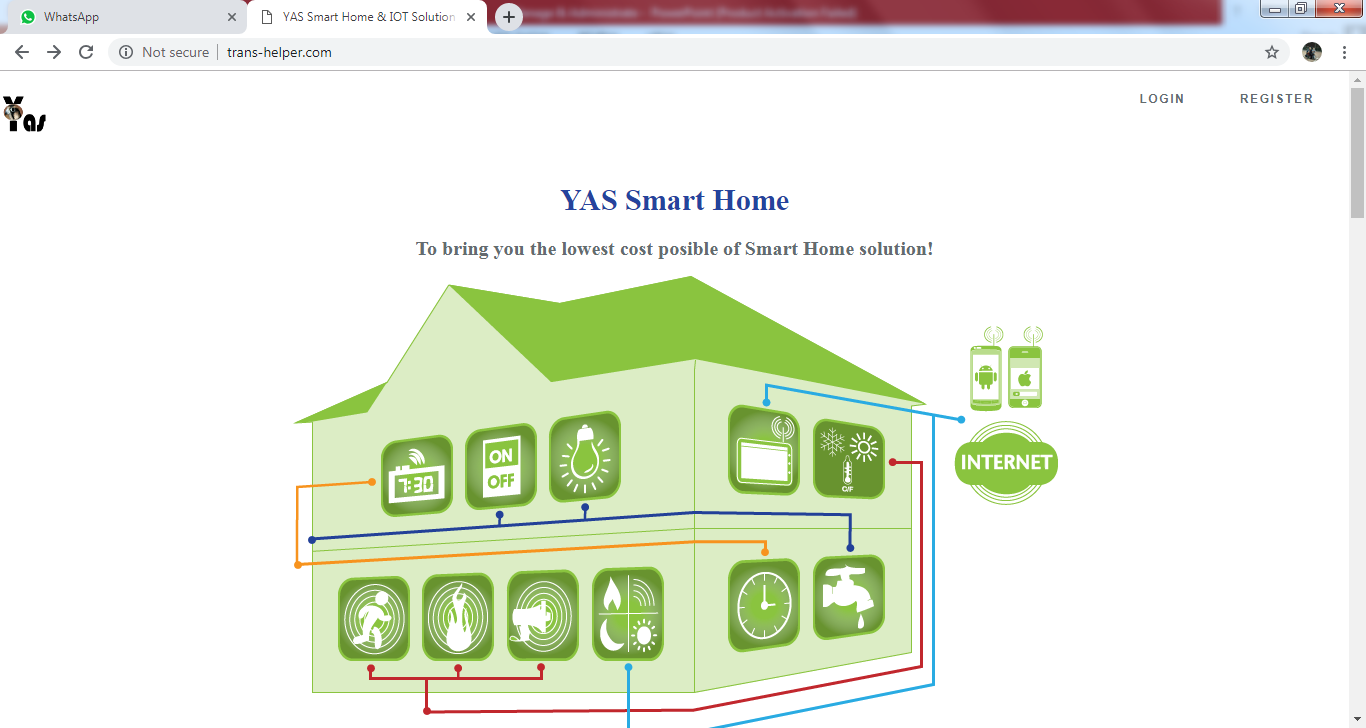 WhatsApp
YAS Smart Home & IOT Solution
Not secure
trans-helper.com
Yas
LOGIN
REGISTER
YAS Smart Home
To bring you the lowest cost posible of Smart Home solution!
7:30
ON
OFF
C/F
INTERNET